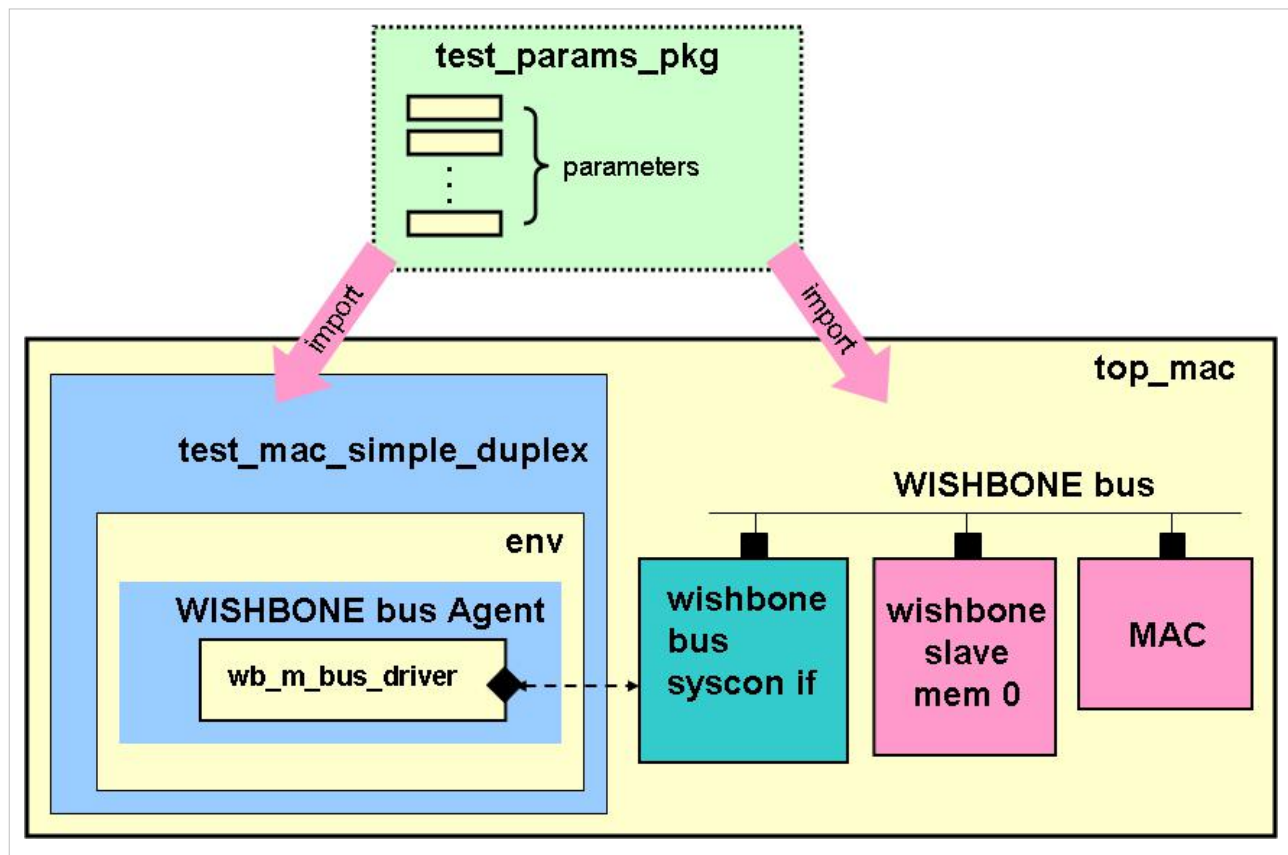 test_params_pkg
parameters
import
import
top_mac
test_mac_simple_duplex
WISHBONE bus
env
WISHBONE bus Agent
wb_m_bus_driver
wishbone
bus
syscon if
wishbone
slave
mem 0
MAC